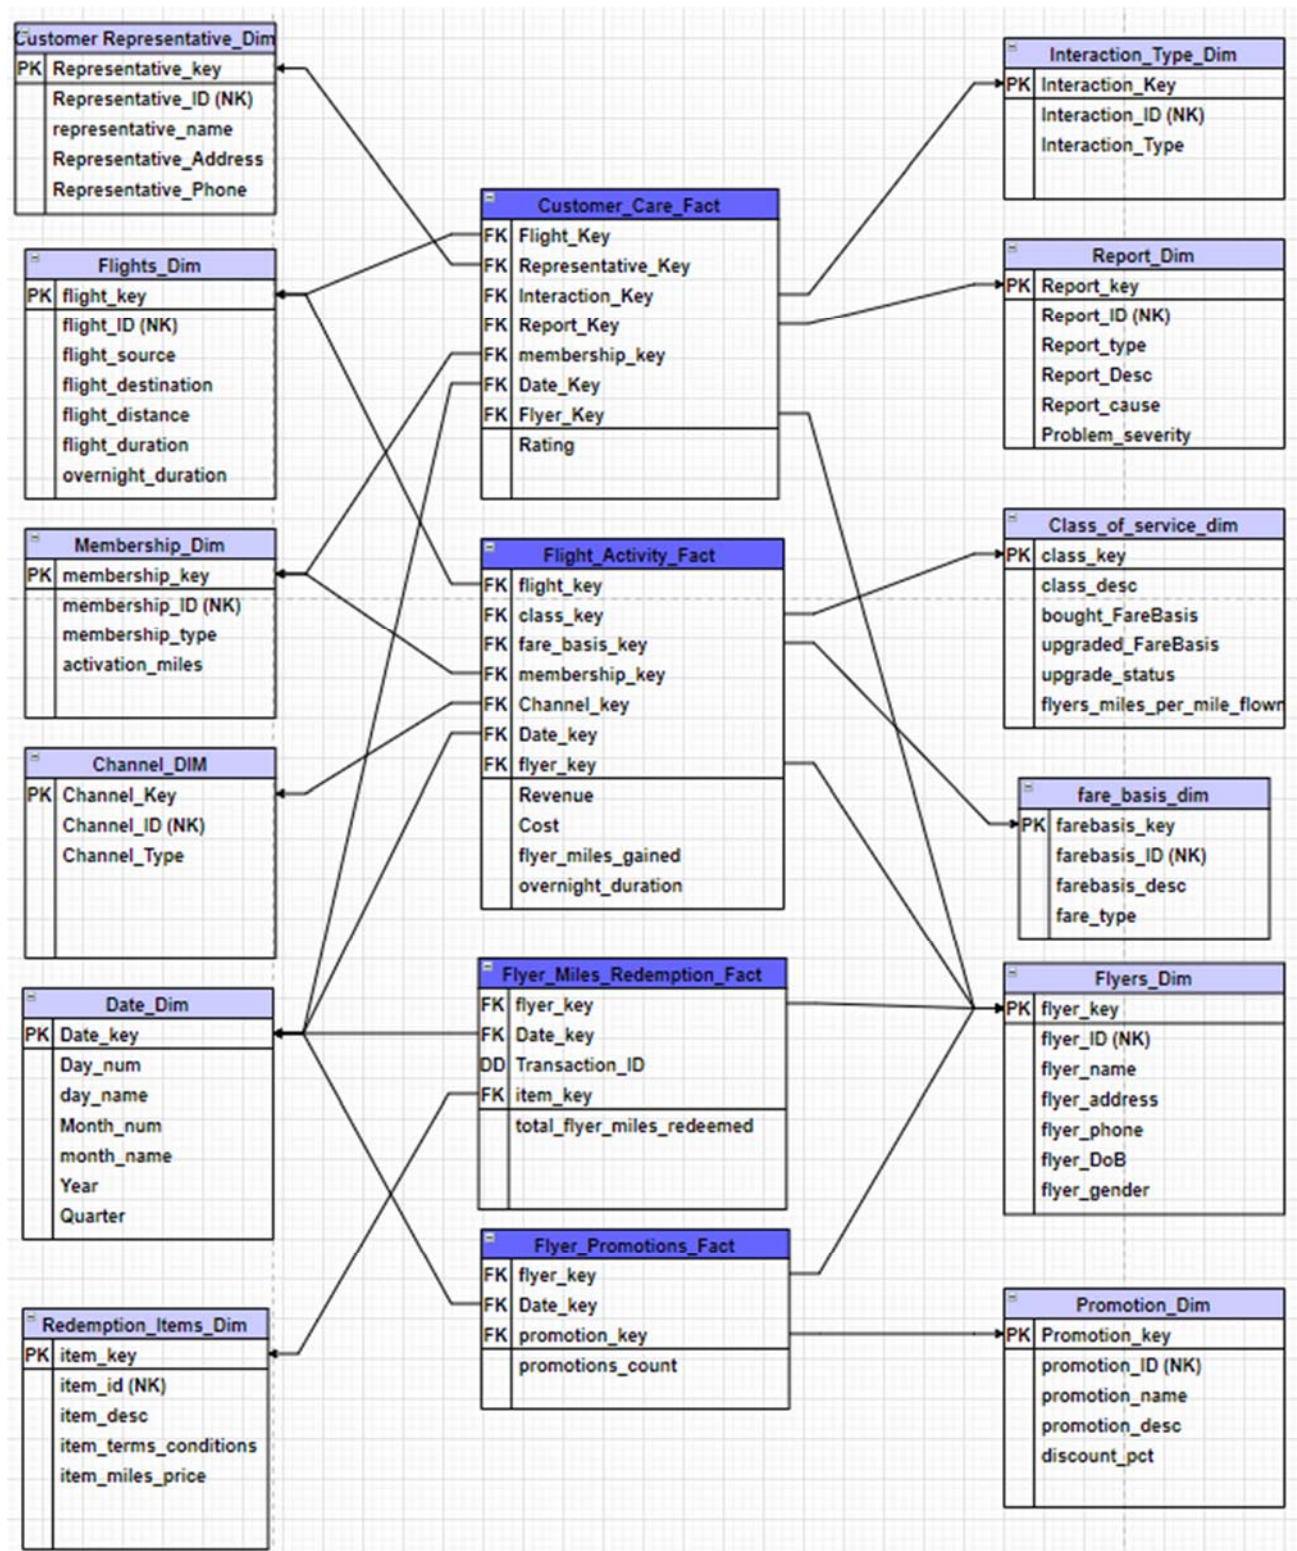 Customer Representative_Dim
PK Representative_key
Representative_ID (NK)
representative_name
Representative_Address
Representative_Phone
Flights_Dim
PK flight_key
flight_ID (NK)
flight_source
flight_destination
flight_distance
flight_duration
overnight_duration
Membership_Dim
PK membership_key
membership_ID (NK)
membership_type
activation_miles
Channel_DIM
PK Channel_Key
Channel_ID (NK)
Channel_Type
Date_Dim
PK Date_key
Day_num
day_name
Month_num
month_name
Year
Quarter
Redemption_Items_Dim
PK item_key
item_id (NK)
item_desc
item_terms_conditions
item_miles_price
Customer_Care_Fact
FK Flight_Key
FK Representative_Key
FK Interaction_Key
FK Report_Key
FK membership_key
FK Date_Key
FK Flyer_Key
Rating
Flight_Activity_Fact
FK flight_key
FK class_key
FK fare_basis_key
FK membership_key
FK Channel_key
FK Date_key
FK flyer_key
Revenue
Cost
flyer_miles_gained
overnight_duration
Flyer_Miles_Redemption_Fact
FK flyer_key
FK Date_key
DD Transaction_ID
FK item_key
total_flyer_miles_redeemed
Flyer_Promotions_Fact
FK flyer_key
FK Date_key
FK promotion_key
promotions_count
Interaction_Type_Dim
PK Interaction_Key
Interaction_ID (NK)
Interaction_Type
Report_Dim
PK Report_key
Report_ID (NK)
Report_type
Report_Desc
Report_cause
Problem_severity
Class_of_service_dim
PK class_key
class_desc
bought_FareBasis
upgraded_FareBasis
upgrade_status
flyers_miles_per_mile_flown
fare_basis_dim
PK farebasis_key
farebasis_ID (NK)
farebasis_desc
fare_type
Flyers_Dim
PK flyer_key
flyer_ID (NK)
flyer_name
flyer_address
flyer_phone
flyer_DoB
flyer_gender
Promotion_Dim
PK Promotion_key
promotion_ID (NK)
promotion_name
promotion_desc
discount_pct